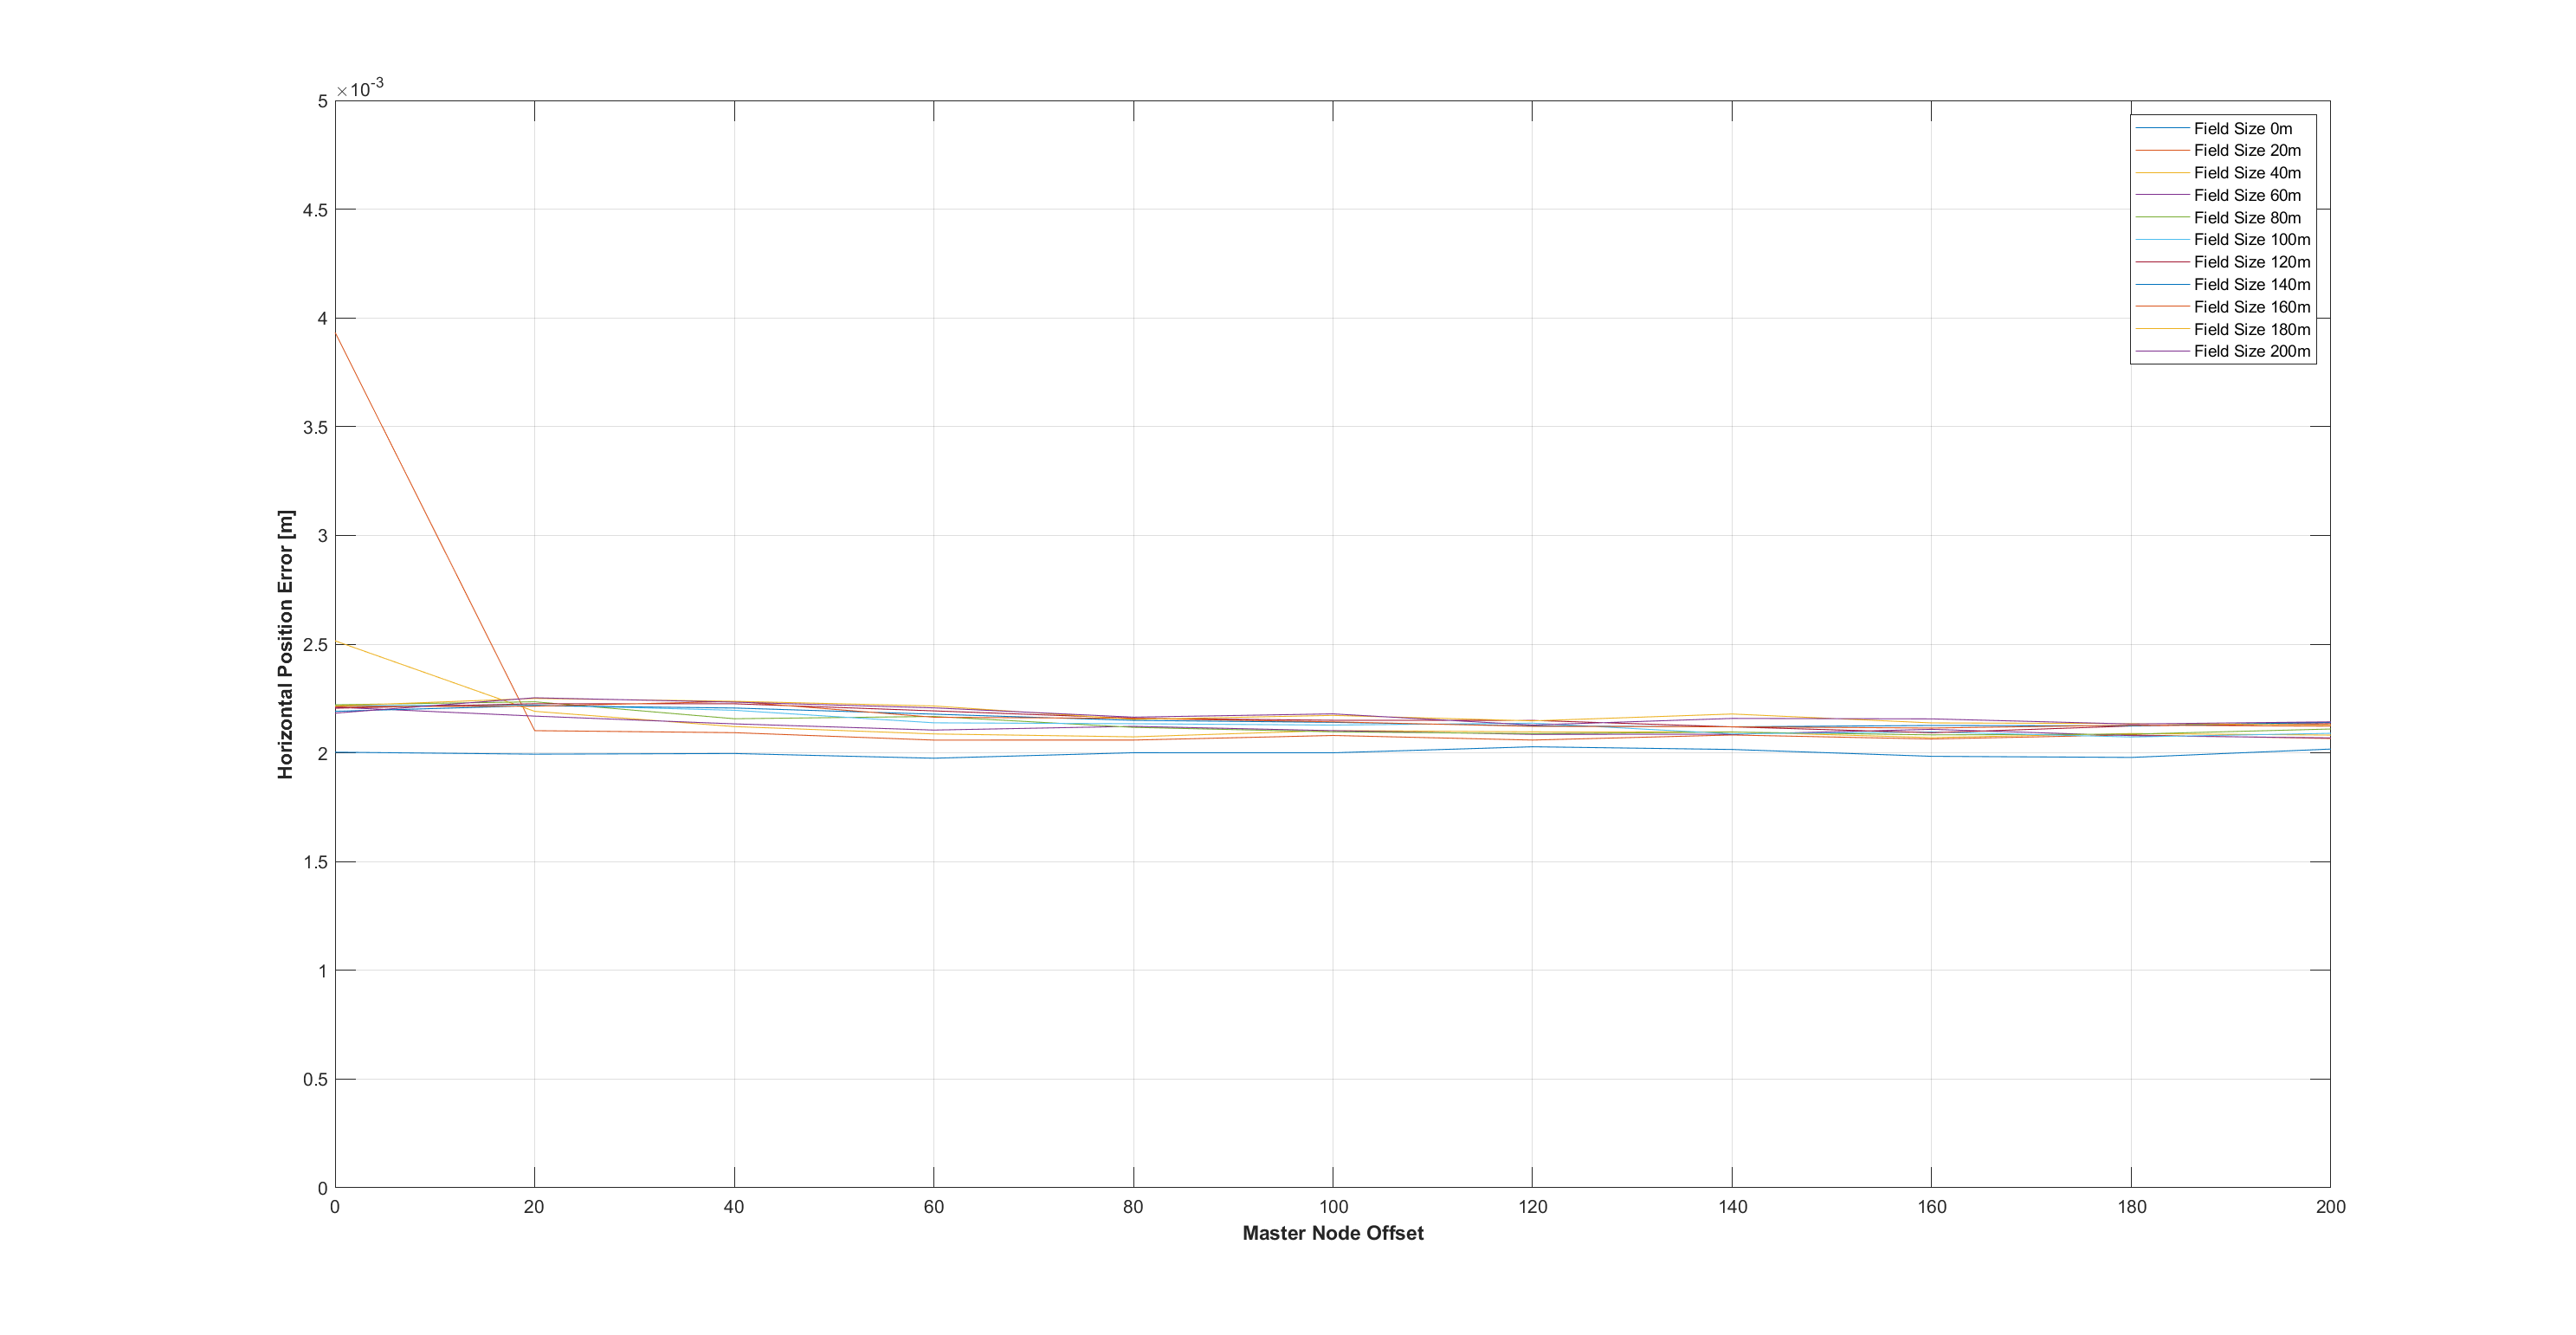 ×10-3
5
4.5
4
3.5
3
2.5
2
1.5
1
0.5
0
Horizontal Position Error [m]
0 20 40 60 80 100 120 140 160 180 200
Master Node Offset
Field Size 0m
Field Size 20m
Field Size 40m
Field Size 60m
Field Size 80m
Field Size 100m
Field Size 120m
Field Size 140m
Field Size 160m
Field Size 180m
Field Size 200m